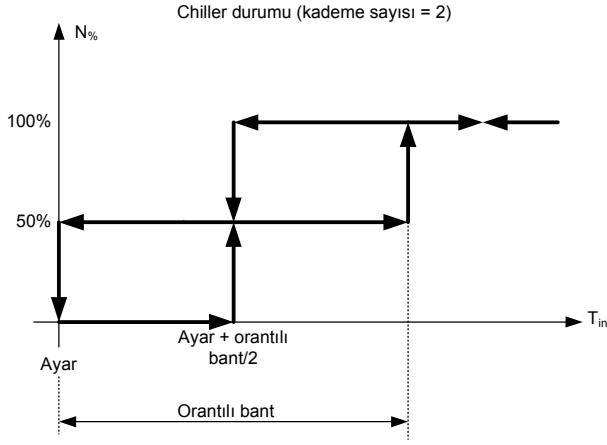 Chiller durumu (kademe sayısı = 2)
N%
100%
50%
Tin
Ayar + orantılı
bant/2
Ayar
Orantılı bant